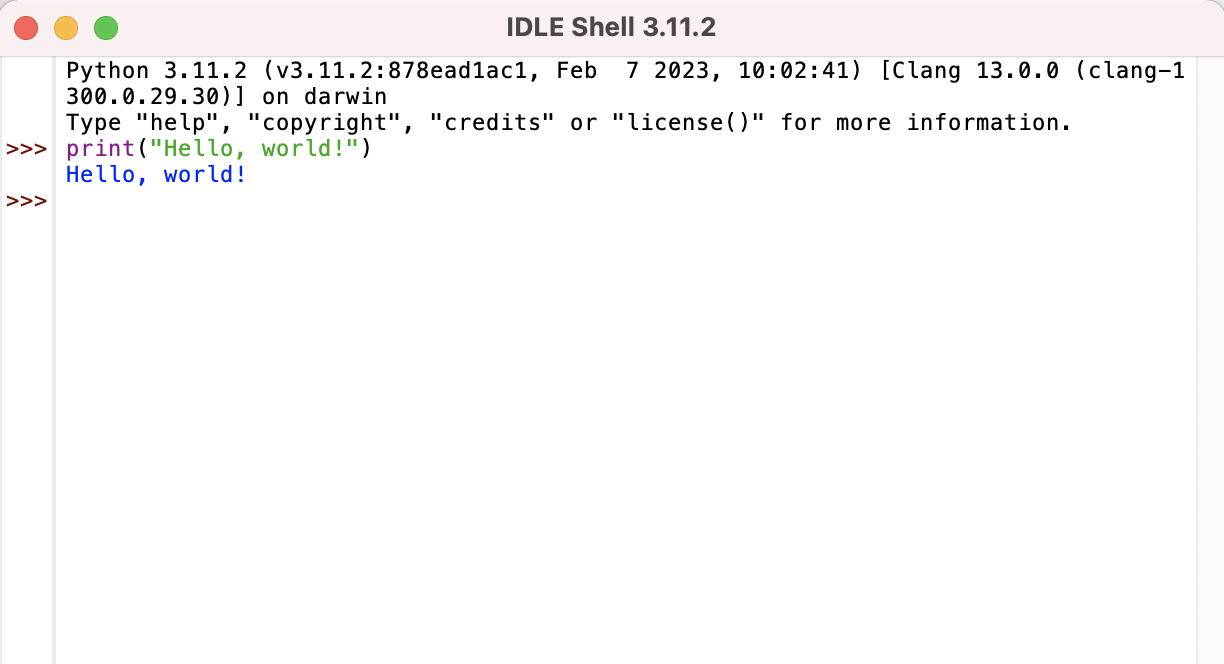 IDLE Shell 3.11.2
Python 3.11.2 (v3.11.2:878ead1ac1, Feb  7 2023, 10:02:41) [Clang 13.0.0 (clang-1
300.0.29.30)] on darwin
Type "help", "copyright", "credits" or "license()" for more information.
>>> print("Hello, world!")
Hello, world!
>>>